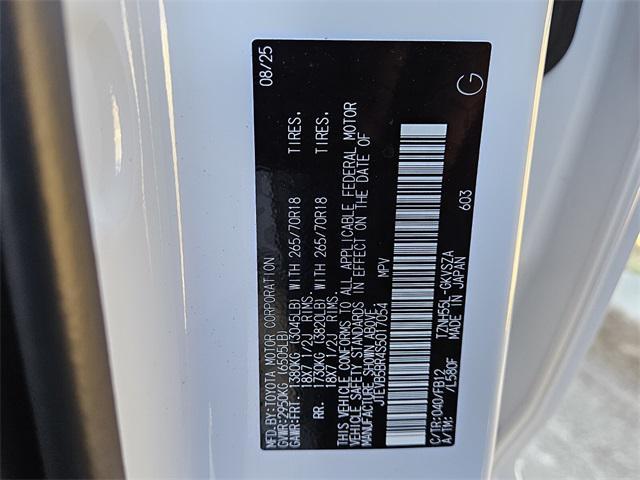 MFD.BY:TOYOTA MOTOR CORPORATION 08/25
GVWR:2950KG (6505LB)
GAWR:FRT. 1380KG (3045LB) WITH 265/70R18 TIRES.
18X7 1/2J RIMS.
RR. 1730KG (3820LB) WITH 265/70R18 TIRES.
18X7 1/2J RIMS.
THIS VEHICLE CONFORMS TO ALL APPLICABLE FEDERAL MOTOR
VEHICLE SAFETY STANDARDS IN EFFECT ON THE DATE OF
MANUFACTURE SHOWN ABOVE.
JTEVB5BR4S5017054 MPV
C/TR:040/FB12 TZNH55L-GKVSZA
A/TM: /L580F MADE IN JAPAN
603
G